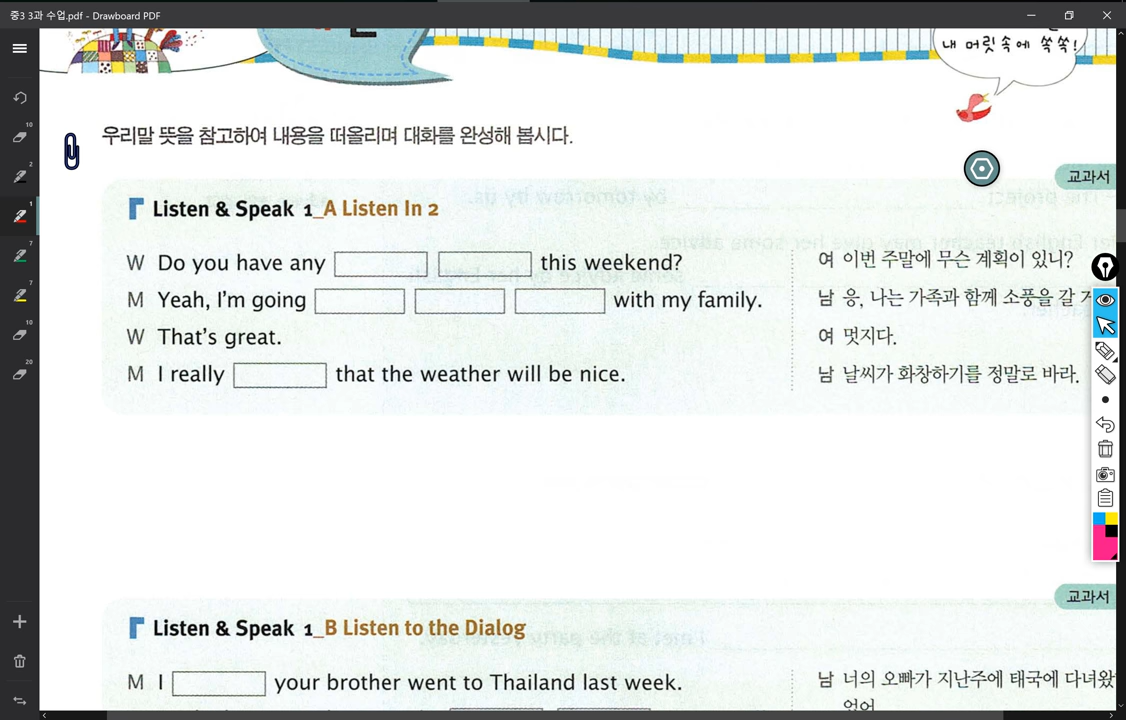 중3 3과 수업.pdf - Drawboard PDF
내 머릿속에 쏙쏙!
우리말 뜻을 참고하여 내용을 떠올리며 대화를 완성해 봅시다.
교과서
Listen & Speak 1_A Listen In 2
W Do you have any this weekend?
여 이번 주말에 무슨 계획이 있니?
M Yeah, I'm going with my family.
남 응, 나는 가족과 함께 소풍을 갈
W That's great.
여 멋지다.
M I really that the weather will be nice.
남 날씨가 화창하기를 정말로 바라.
교과서
Listen & Speak 1_B Listen to the Dialog
M I your brother went to Thailand last week.
남 너의 오빠가 지난주에 태국에 다녀왔
10
2
1
7
7
10
20